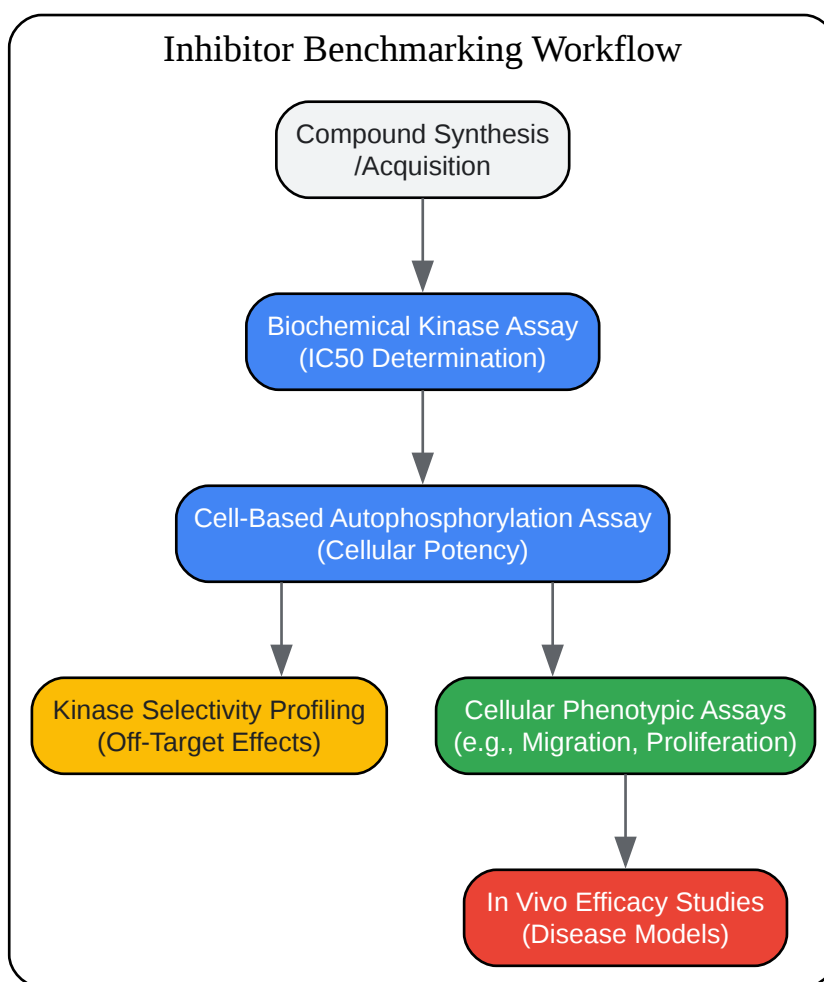 Inhibitor Benchmarking Workflow
Compound Synthesis
/Acquisition
Biochemical Kinase Assay
(IC50 Determination)
Cell-Based Autophosphorylation Assay
(Cellular Potency)
Kinase Selectivity Profiling
(Off-Target Effects)
Cellular Phenotypic Assays
(e.g., Migration, Proliferation)
In Vivo Efficacy Studies
(Disease Models)